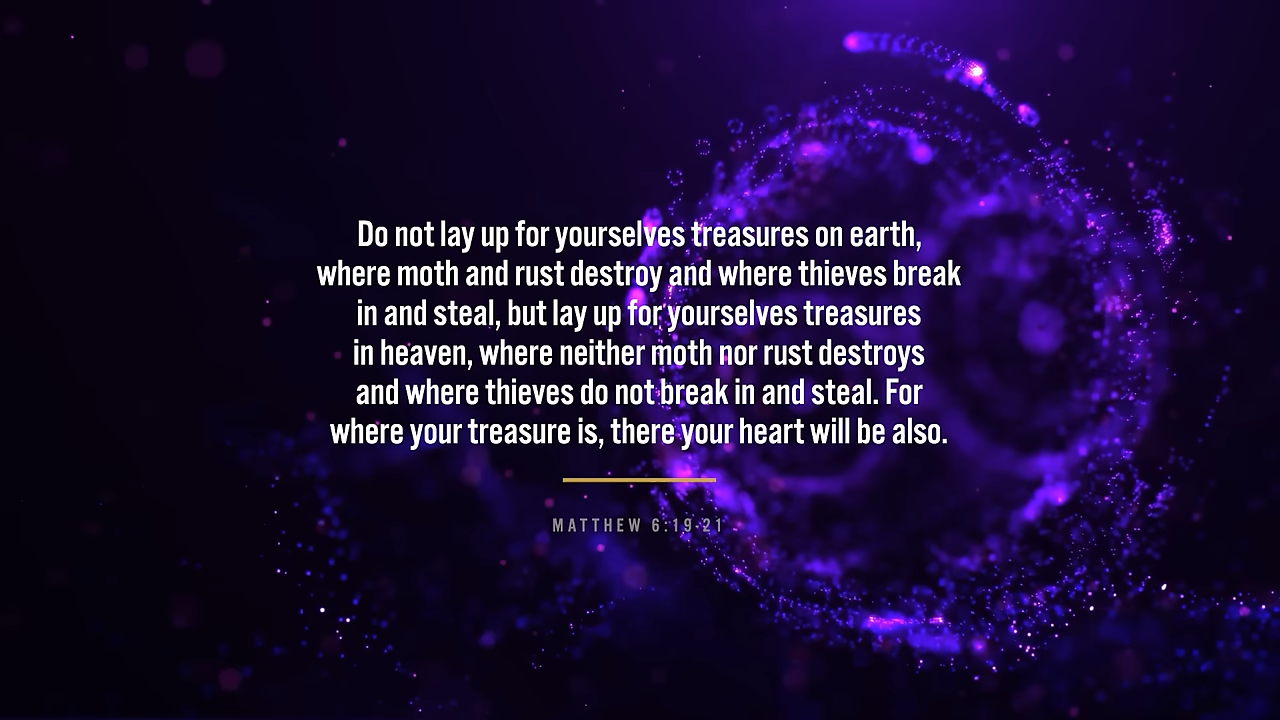 Do not lay up for yourselves treasures on earth,
where moth and rust destroy and where thieves break
in and steal, but lay up for yourselves treasures
in heaven, where neither moth nor rust destroys
and where thieves do not break in and steal. For
where your treasure is, there your heart will be also.
MATTHEW 6:19-21